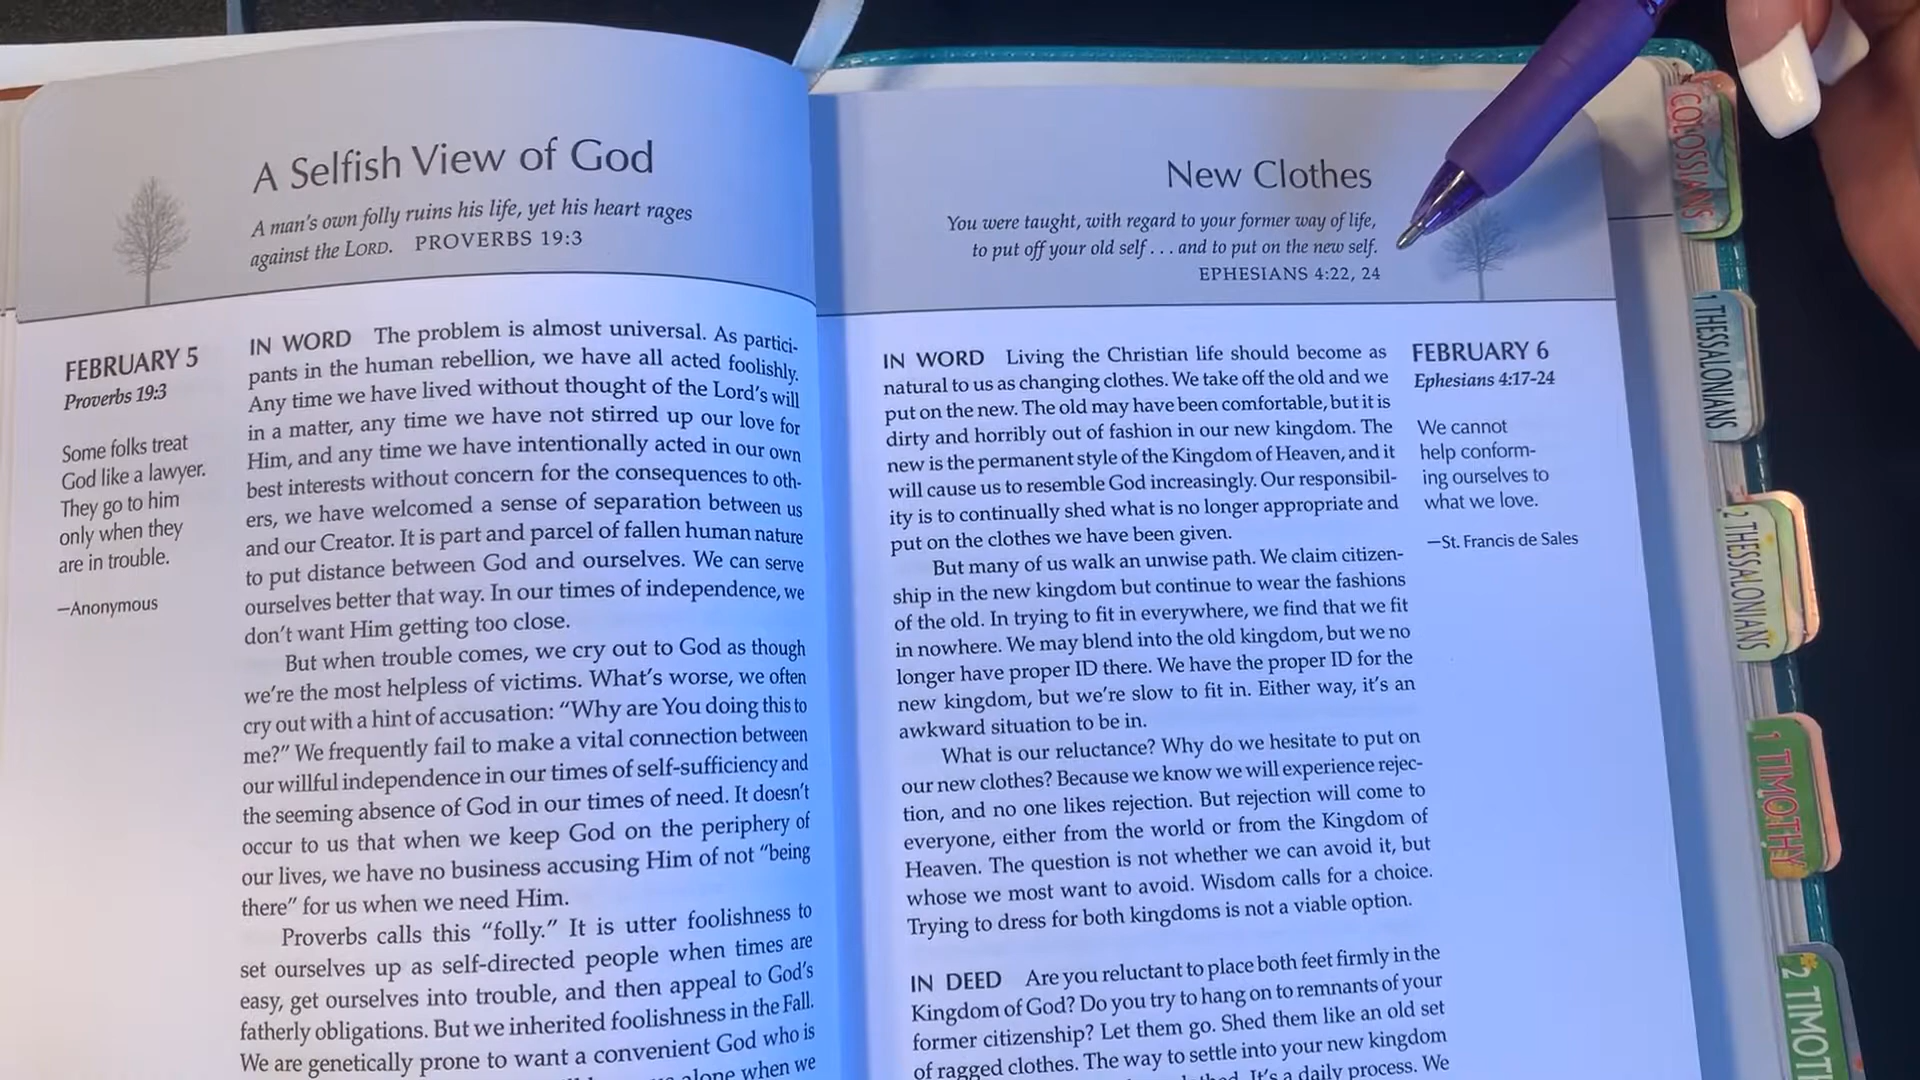 A Selfish View of God
A man's own folly ruins his life, yet his heart rages
against the LORD. PROVERBS 19:3
FEBRUARY 5
Proverbs 19:3
Some folks treat
God like a lawyer.
They go to him
only when they
are in trouble.
—Anonymous
IN WORD The problem is almost universal. As partici-
pants in the human rebellion, we have all acted foolishly.
Any time we have lived without thought of the Lord's will
in a matter, any time we have not stirred up our love for
Him, and any time we have intentionally acted in our own
best interests without concern for the consequences to oth-
ers, we have welcomed a sense of separation between us
and our Creator. It is part and parcel of fallen human nature
to put distance between God and ourselves. We can serve
ourselves better that way. In our times of independence, we
don't want Him getting too close.
But when trouble comes, we cry out to God as though
we're the most helpless of victims. What's worse, we often
cry out with a hint of accusation: "Why are You doing this to
me?" We frequently fail to make a vital connection between
our willful independence in our times of self-sufficiency and
the seeming absence of God in our times of need. It doesn't
occur to us that when we keep God on the periphery of
our lives, we have no business accusing Him of not "being
there" for us when we need Him.
Proverbs calls this "folly." It is utter foolishness to
set ourselves up as self-directed people when times are
easy, get ourselves into trouble, and then appeal to God's
fatherly obligations. But we inherited foolishness in the Fall.
We are genetically prone to want a convenient God who is
alone when we
New Clothes
You were taught, with regard to your former way of life,
to put off your old self . . . and to put on the new self.
EPHESIANS 4:22, 24
IN WORD Living the Christian life should become as
natural to us as changing clothes. We take off the old and we
put on the new. The old may have been comfortable, but it is
dirty and horribly out of fashion in our new kingdom. The
new is the permanent style of the Kingdom of Heaven, and it
will cause us to resemble God increasingly. Our responsibil-
ity is to continually shed what is no longer appropriate and
put on the clothes we have been given.
But many of us walk an unwise path. We claim citizen-
ship in the new kingdom but continue to wear the fashions
of the old. In trying to fit in everywhere, we find that we fit
in nowhere. We may blend into the old kingdom, but we no
longer have proper ID there. We have the proper ID for the
new kingdom, but we're slow to fit in. Either way, it's an
awkward situation to be in.
What is our reluctance? Why do we hesitate to put on
our new clothes? Because we know we will experience rejec-
tion, and no one likes rejection. But rejection will come to
everyone, either from the world or from the Kingdom of
Heaven. The question is not whether we can avoid it, but
whose we most want to avoid. Wisdom calls for a choice.
Trying to dress for both kingdoms is not a viable option.
IN DEED Are you reluctant to place both feet firmly in the
Kingdom of God? Do you try to hang on to remnants of your
former citizenship? Let them go. Shed them like an old set
of ragged clothes. The way to settle into your new kingdom
It's a daily process. We
FEBRUARY 6
Ephesians 4:17-24
We cannot
help conform-
ing ourselves to
what we love.
—St. Francis de Sales
COLOSSIANS
1 THESSALONIANS
2 THESSALONIANS
1 TIMOTHY
2 TIMOT